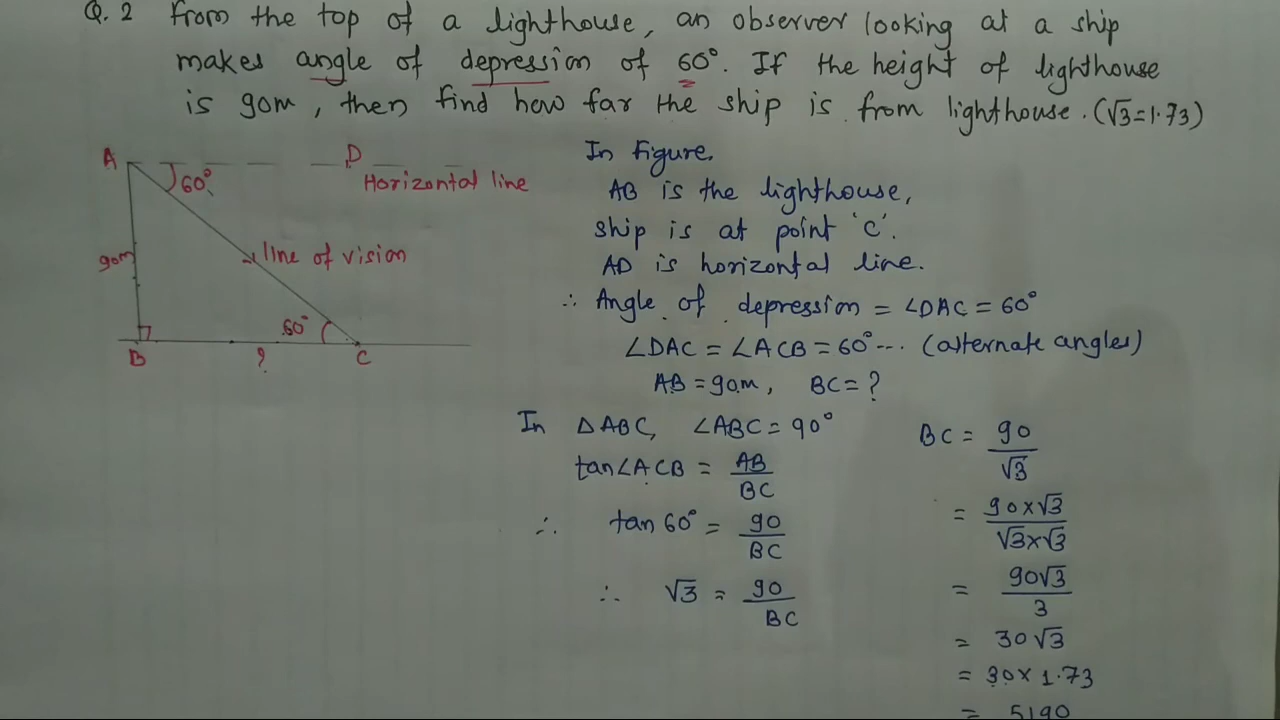 Q. 2 From the top of a lighthouse, an observer looking at a ship
makes angle of depression of 60°. If the height of lighthouse
is 90m, then find how far the ship is from lighthouse. (√3=1.73)
A
D
60°
Horizontal line
90m
line of vision
60°
B
?
C
In figure.
AB is the lighthouse,
ship is at point 'C'.
AD is horizontal line.
∴ Angle of depression = ∠DAC = 60°
∠DAC = ∠ACB = 60° --- (alternate angles)
AB = 90m, BC = ?
In ΔABC, ∠ABC = 90°
tan∠ACB = AB/BC
∴ tan 60° = 90/BC
∴ √3 = 90/BC
BC = 90/√3
= 90×√3/√3×√3
= 90√3/3
= 30√3
= 30× 1.73
= 5190